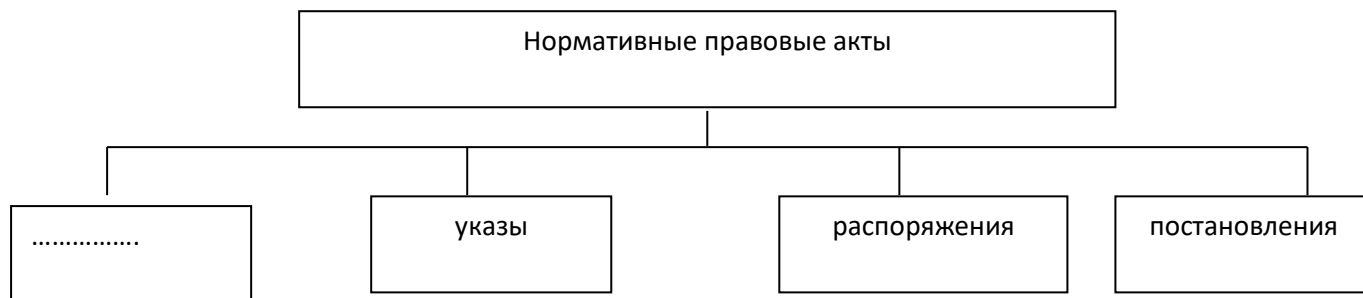 Нормативные правовые акты
…………….
указы
распоряжения
постановления